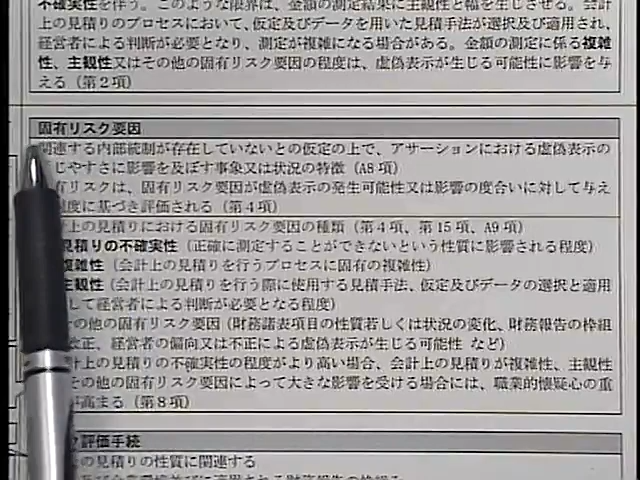 不確実性を伴う。このような限界は、金額の測定結果に主観性と幅を生じさせる。会計
上の見積りのプロセスにおいて、仮定及びデータを用いた見積手法が選択及び適用され、
経営者による判断が必要となり、測定が複雑になる場合がある。金額の測定に係る複雑
性、主観性又はその他の固有リスク要因の程度は、虚偽表示が生じる可能性に影響を与
える（第２項）
固有リスク要因
関連する内部統制が存在していないとの仮定の上で、アサーションにおける虚偽表示の
じやすさに影響を及ぼす事象又は状況の特徴（A8 項）
有リスクは、固有リスク要因が虚偽表示の発生可能性又は影響の度合いに対して与え
程度に基づき評価される（第４項）
計上の見積りにおける固有リスク要因の種類（第４項、第 15 項、A9 項）
見積りの不確実性（正確に測定することができないという性質に影響される程度）
複雑性（会計上の見積りを行うプロセスに固有の複雑性）
主観性（会計上の見積りを行う際に使用する見積手法、仮定及びデータの選択と適用
して経営者による判断が必要となる程度）
その他の固有リスク要因（財務諸表項目の性質若しくは状況の変化、財務報告の枠組
改正、経営者の偏向又は不正による虚偽表示が生じる可能性 など）
計上の見積りの不確実性の程度がより高い場合、会計上の見積りが複雑性、主観性
その他の固有リスク要因によって大きな影響を受ける場合には、職業的懐疑心の重
が高まる（第８項）
評価手続
の見積りの性質に関連する